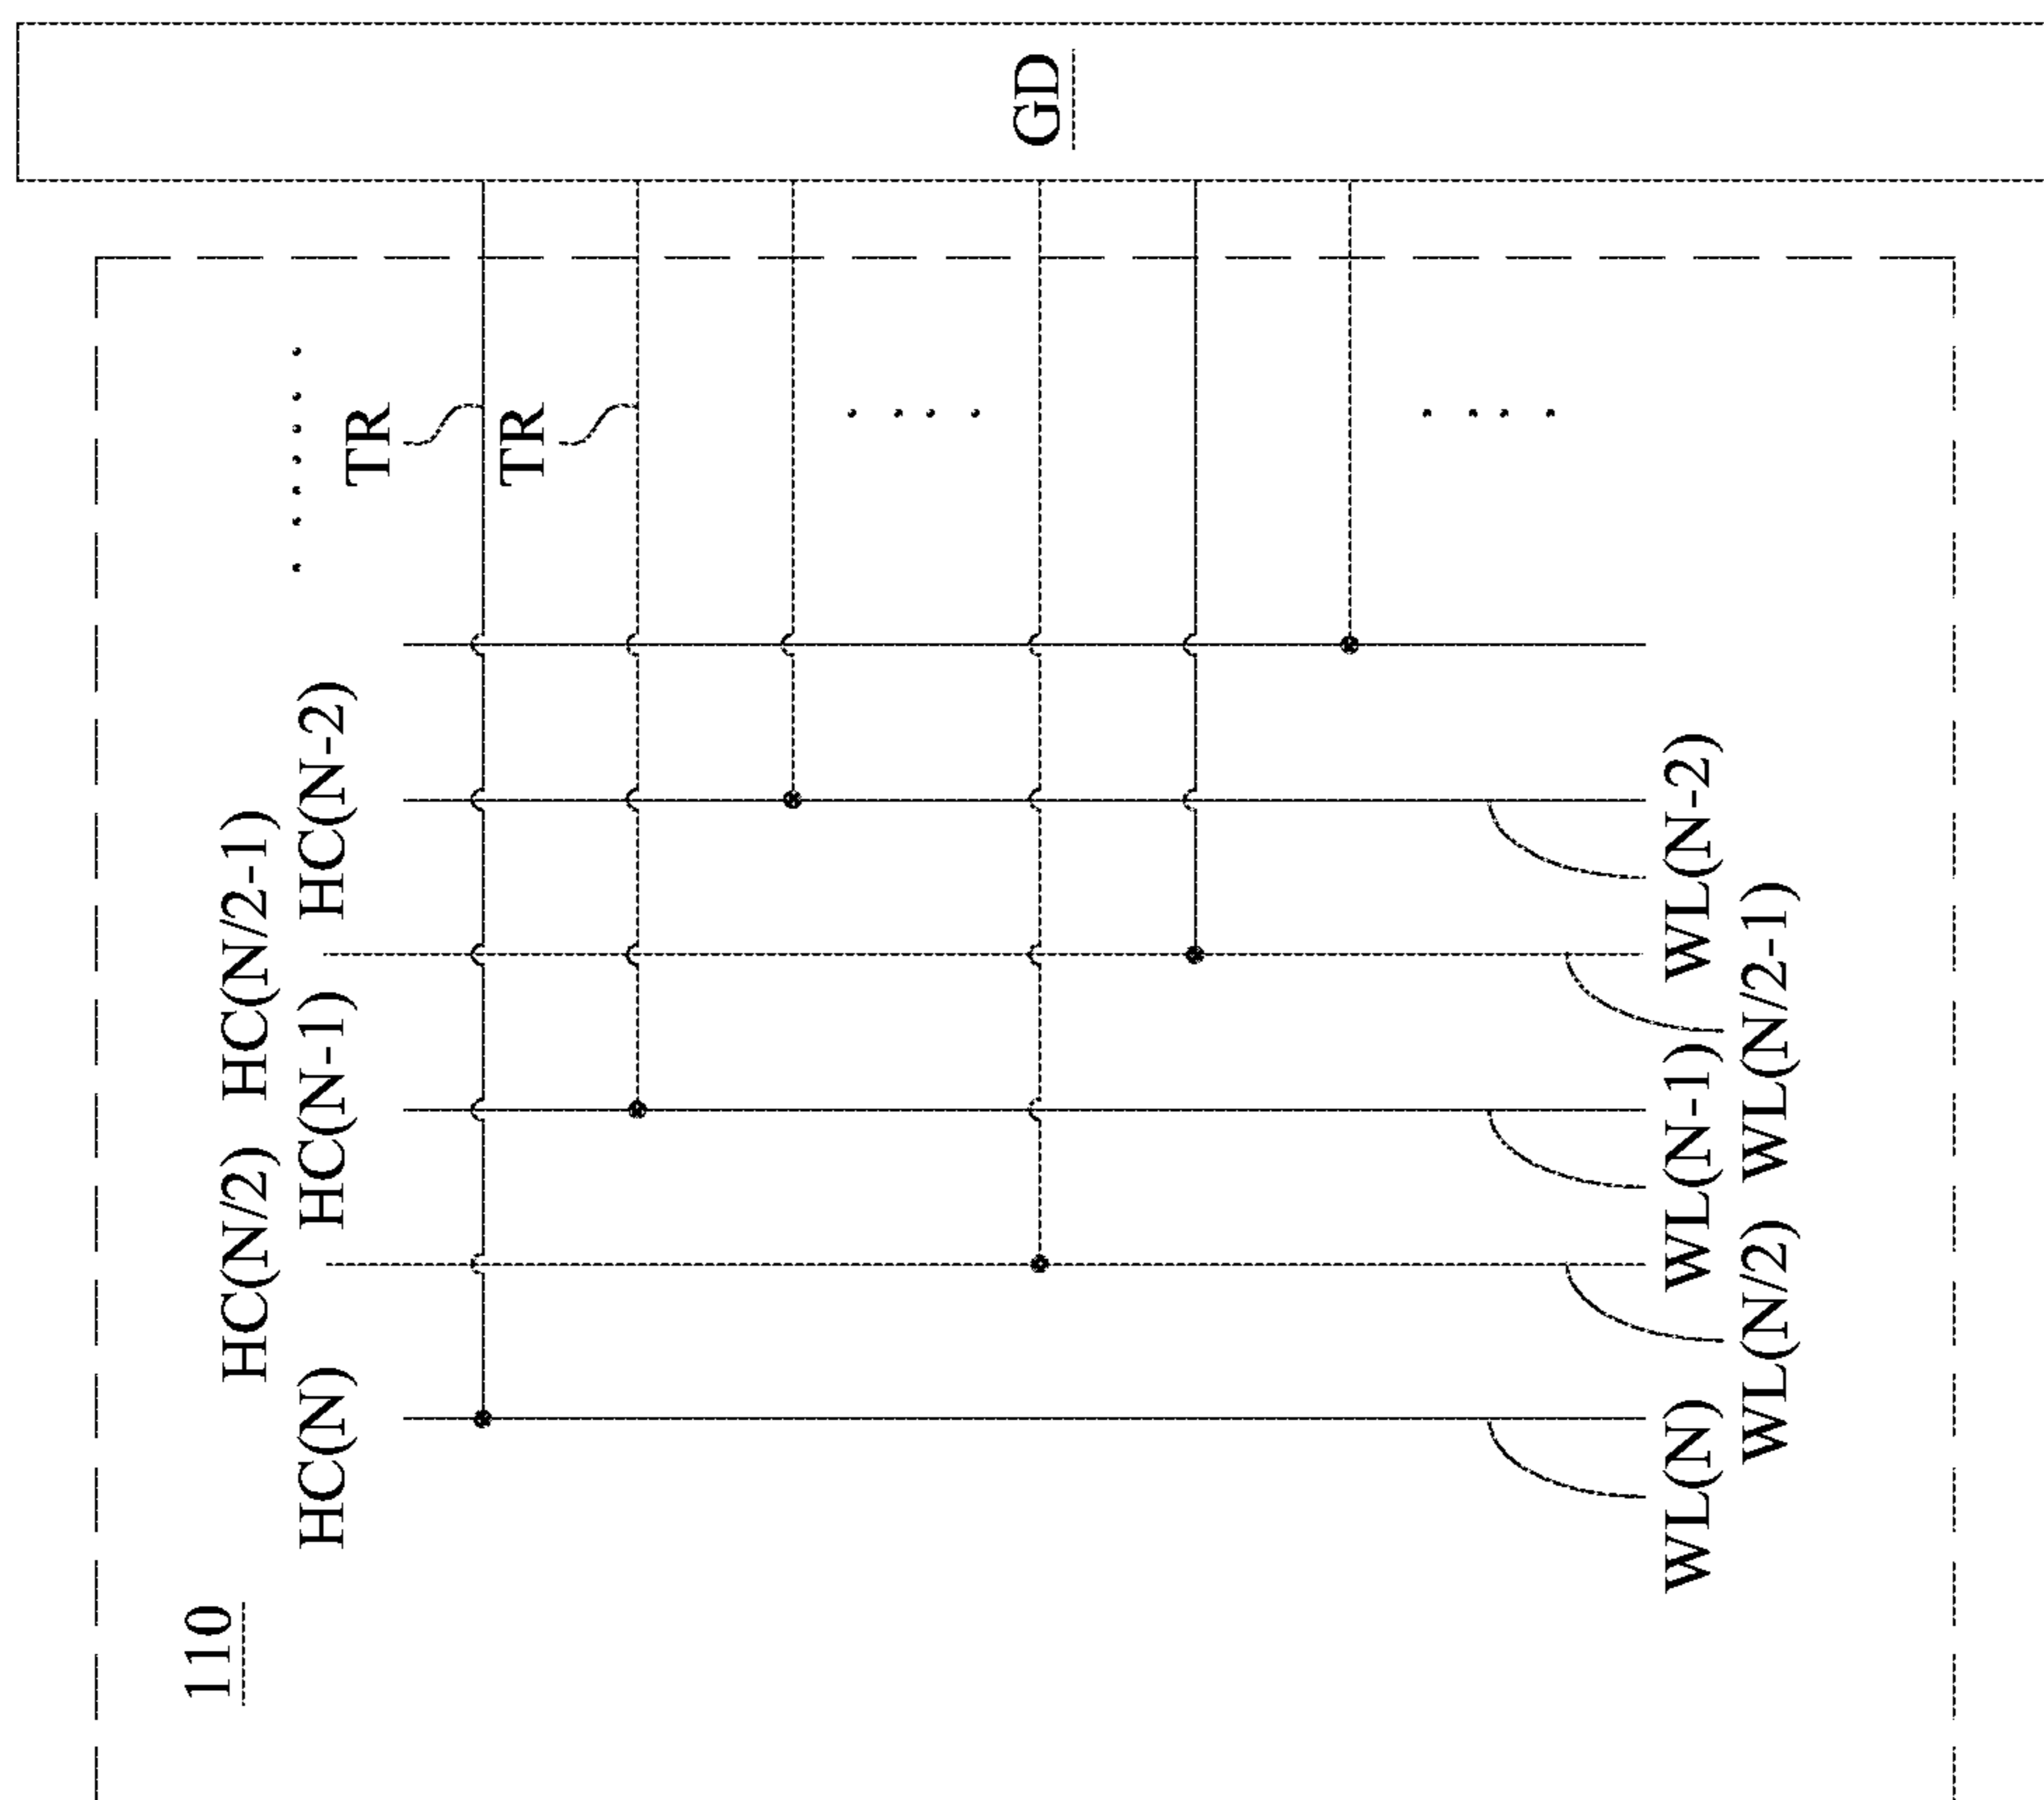 110
HC(N/2) HC(N/2-1)
HC(N) HC(N-1) HC(N-2)
TR
TR
GD
WL(N) WL(N-1) WL(N-2)
WL(N/2) WL(N/2-1)